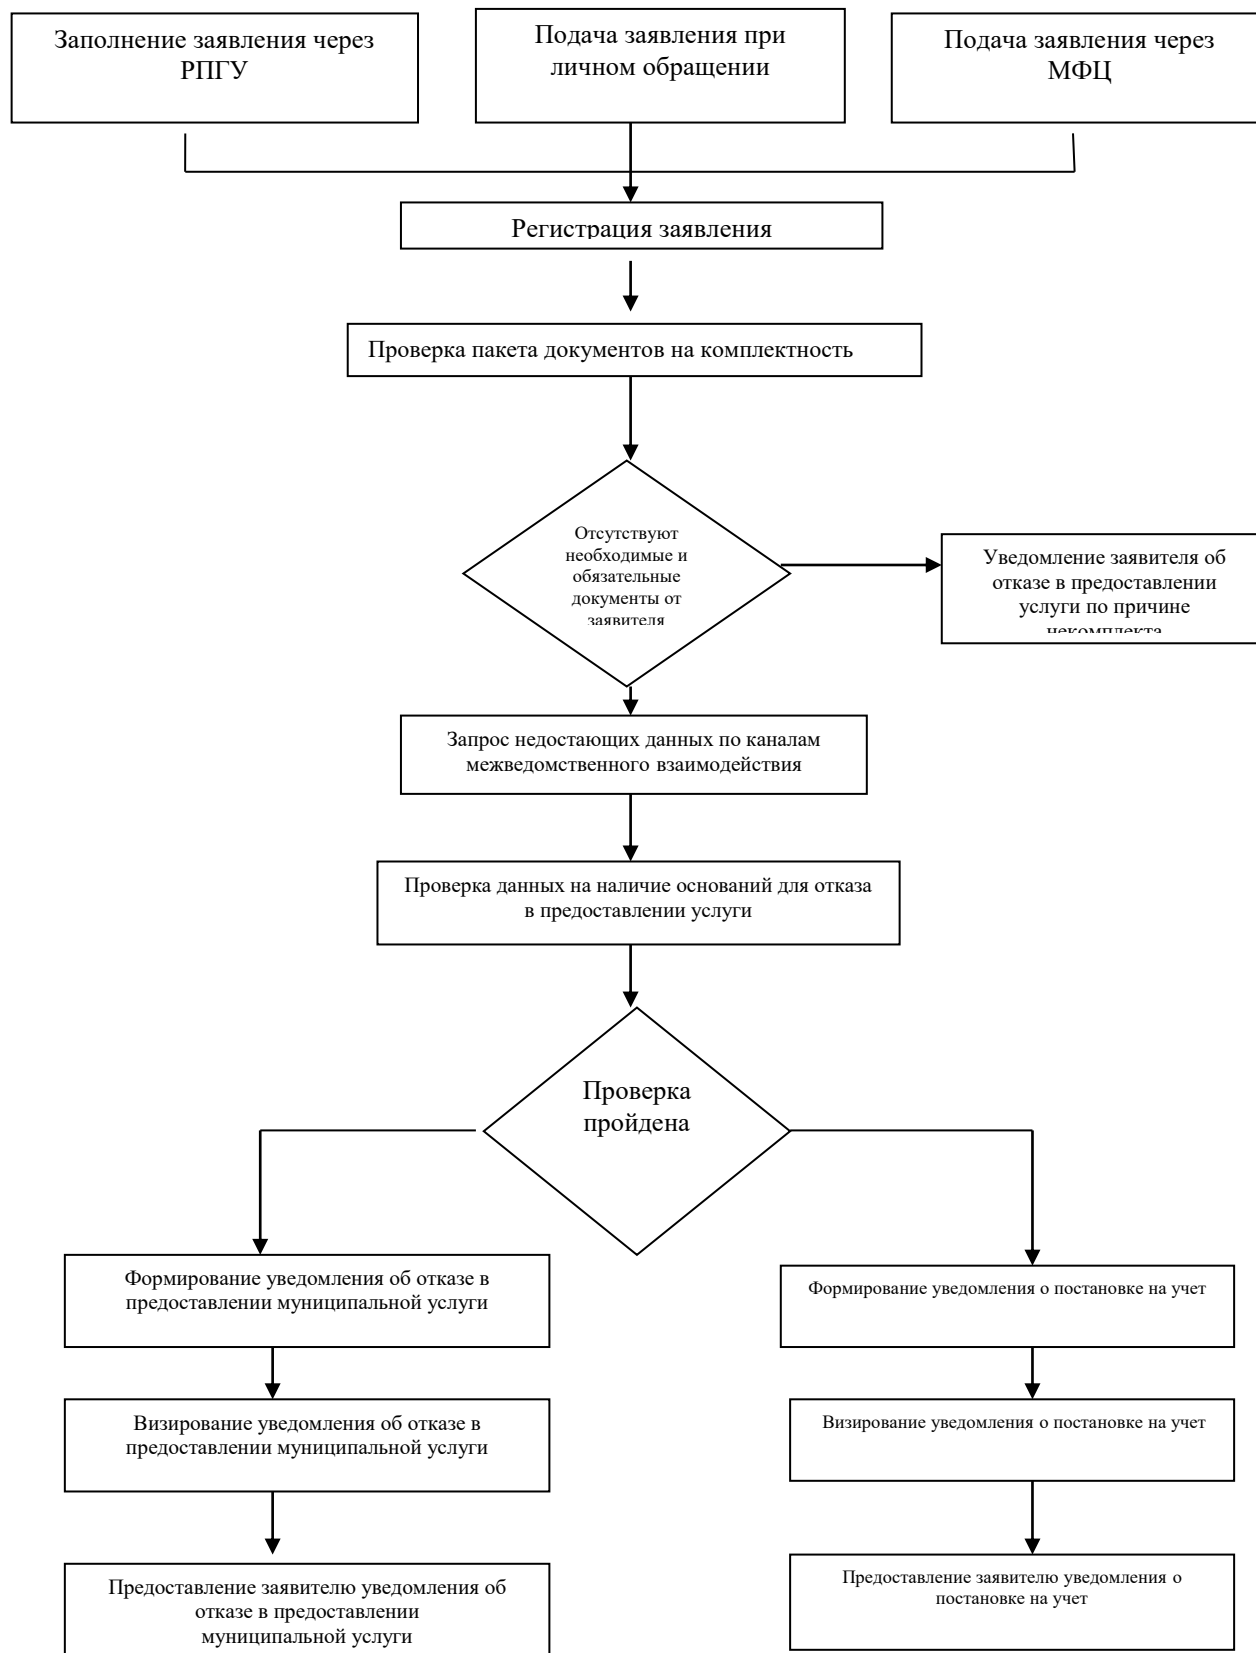 Заполнение заявления через
РПГУ
Подача заявления при
личном обращении
Подача заявления через
МФЦ
Регистрация заявления
Проверка пакета документов на комплектность
Отсутствуют
необходимые и
обязательные
документы от
заявителя
Уведомление заявителя об
отказе в предоставлении
услуги по причине
некомплекта
Запрос недостающих данных по каналам
межведомственного взаимодействия
Проверка данных на наличие оснований для отказа
в предоставлении услуги
Проверка
пройдена
Формирование уведомления об отказе в
предоставлении муниципальной услуги
Формирование уведомления о постановке на учет
Визирование уведомления об отказе в
предоставлении муниципальной услуги
Визирование уведомления о постановке на учет
Предоставление заявителю уведомления об
отказе в предоставлении
муниципальной услуги
Предоставление заявителю уведомления о
постановке на учет